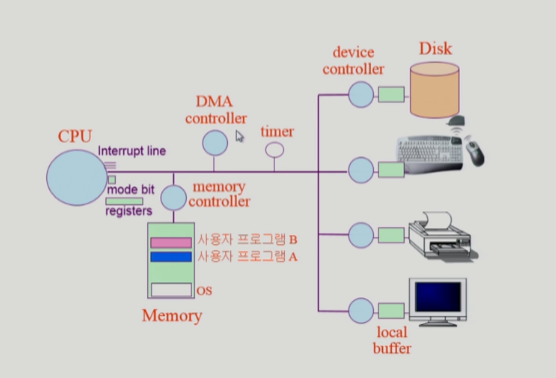 device
controller
Disk
DMA
controller
timer
CPU
Interrupt line
mode bit
registers
memory
controller
사용자 프로그램 B
사용자 프로그램 A
OS
Memory
local
buffer